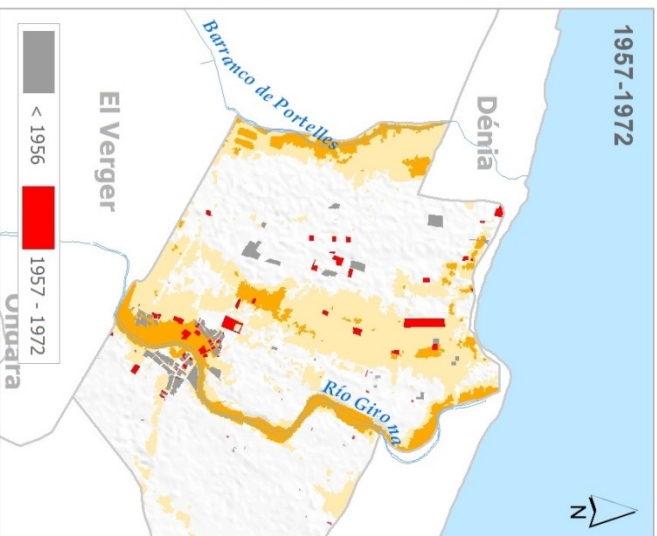 1957-1972
Barranco de Portelles
Dénia
El Verger
< 1956
1957 - 1972
Ondara
Río Girona
N